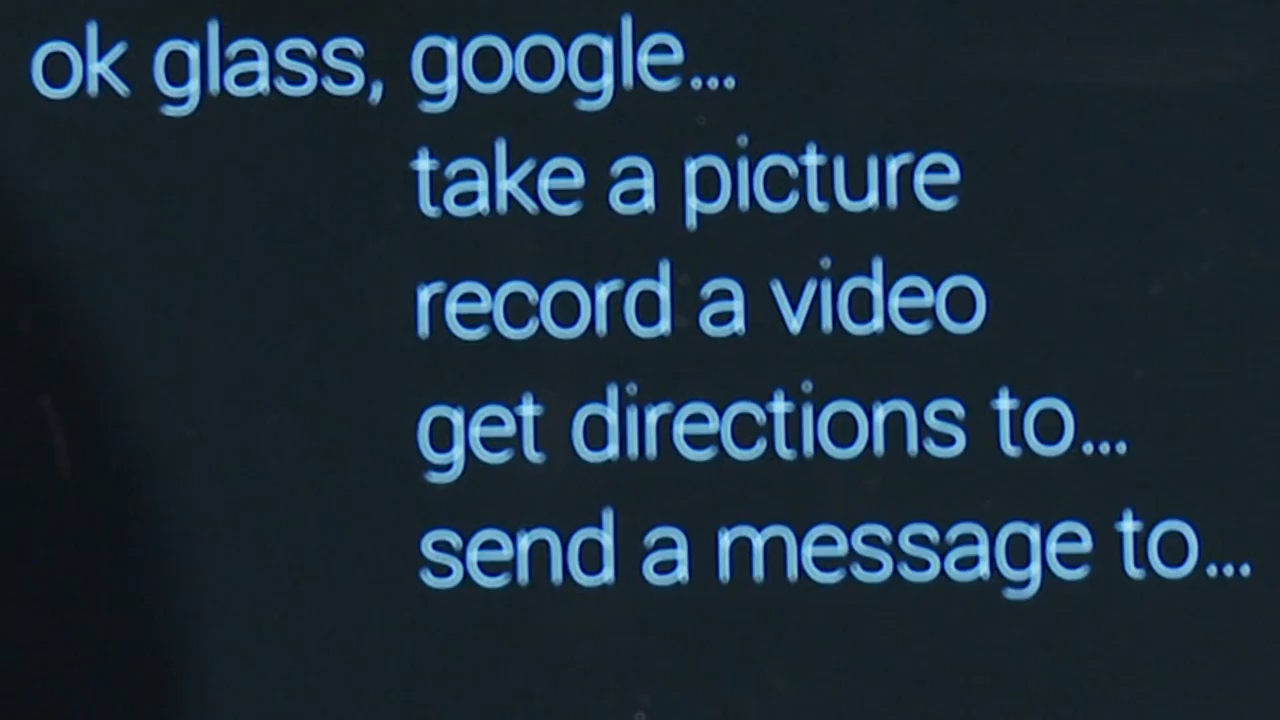 ok glass, google...
take a picture
record a video
get directions to...
send a message to...